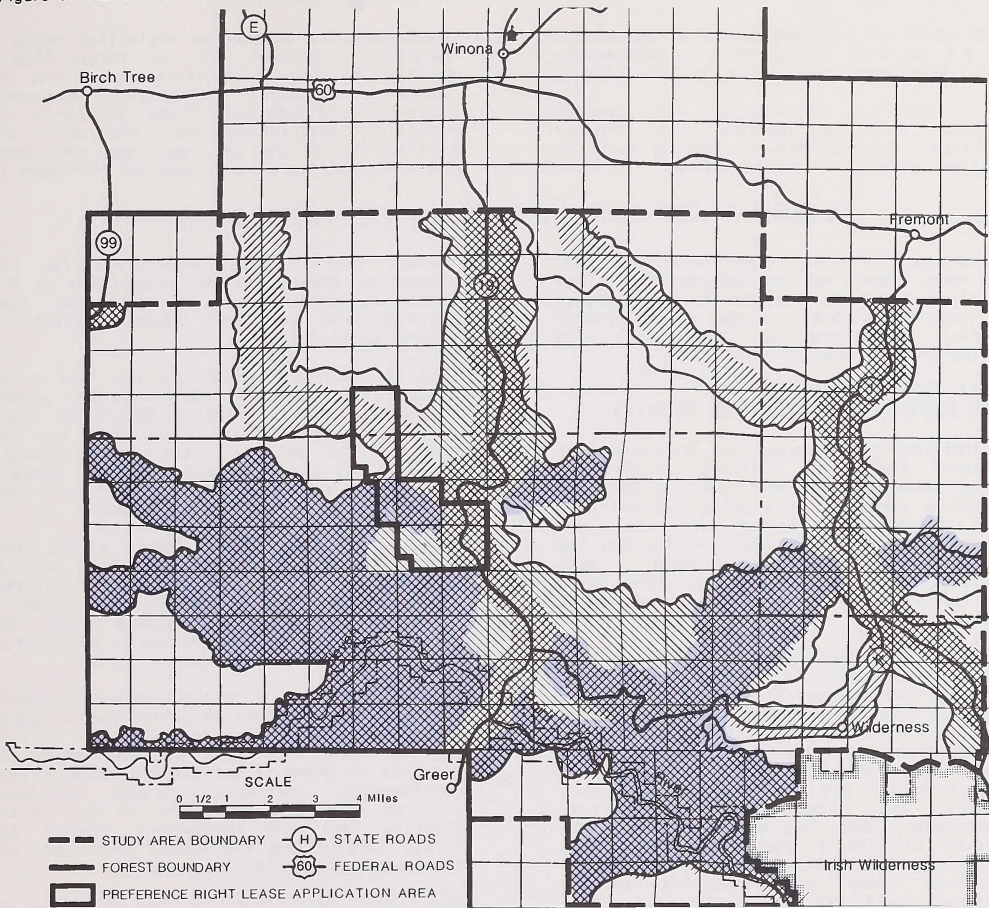 E
Winona
Birch Tree
60
Fremont
99
19
K
Wilderness
Greer
River
Irish Wilderness
SCALE
0 1/2 1 2 3 4 Miles
STUDY AREA BOUNDARY
H STATE ROADS
FOREST BOUNDARY
60 FEDERAL ROADS
PREFERENCE RIGHT LEASE APPLICATION AREA